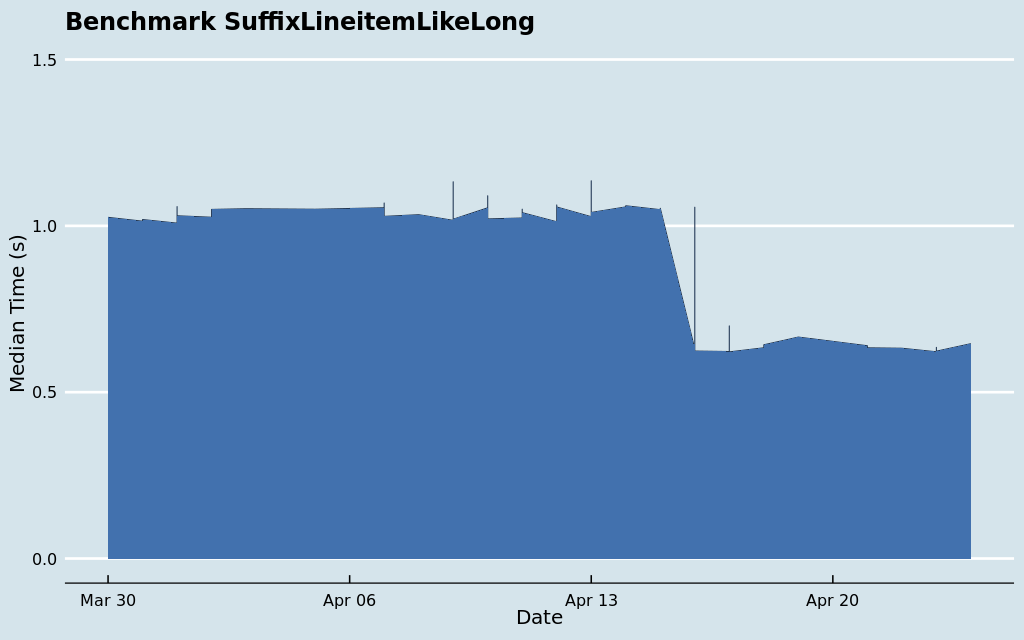 Benchmark SuffixLineitemLikeLong
1.5
1.0
0.5
0.0
Median Time (s)
Mar 30
Apr 06
Apr 13
Apr 20
Date